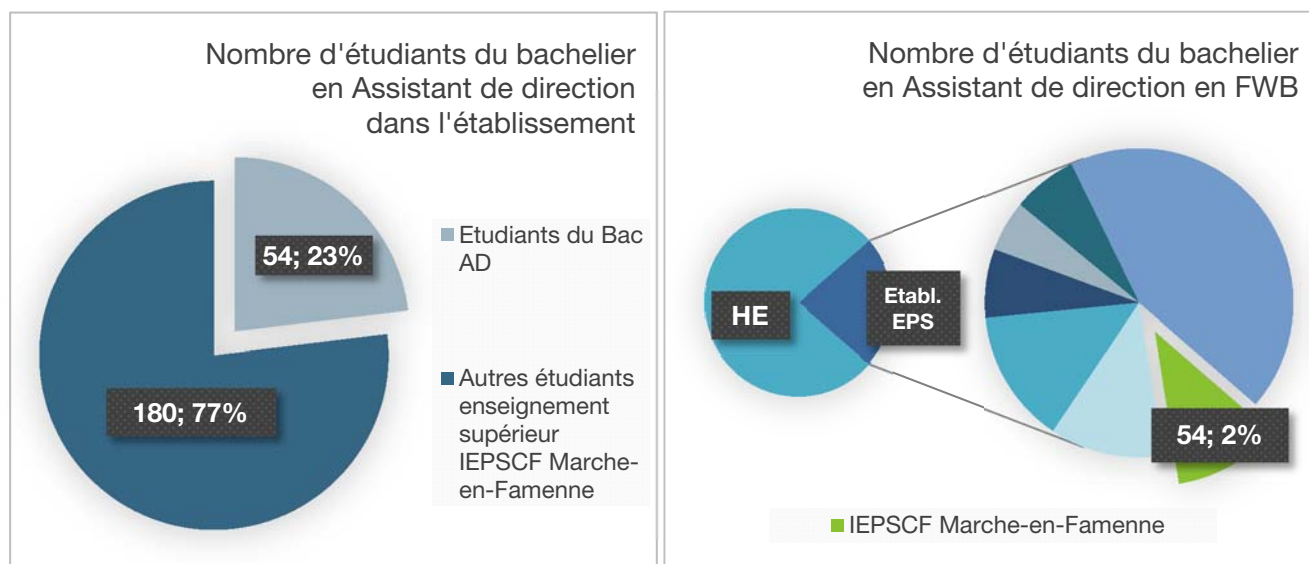 Nombre d'étudiants du bachelier
en Assistant de direction
dans l'établissement
54; 23%
180; 77%
Etudiants du Bac
AD
Autres étudiants
enseignement
supérieur
IEPSCF Marche-
en-Famenne
Nombre d'étudiants du bachelier
en Assistant de direction en FWB
HE
Etabl.
EPS
54; 2%
IEPSCF Marche-en-Famenne